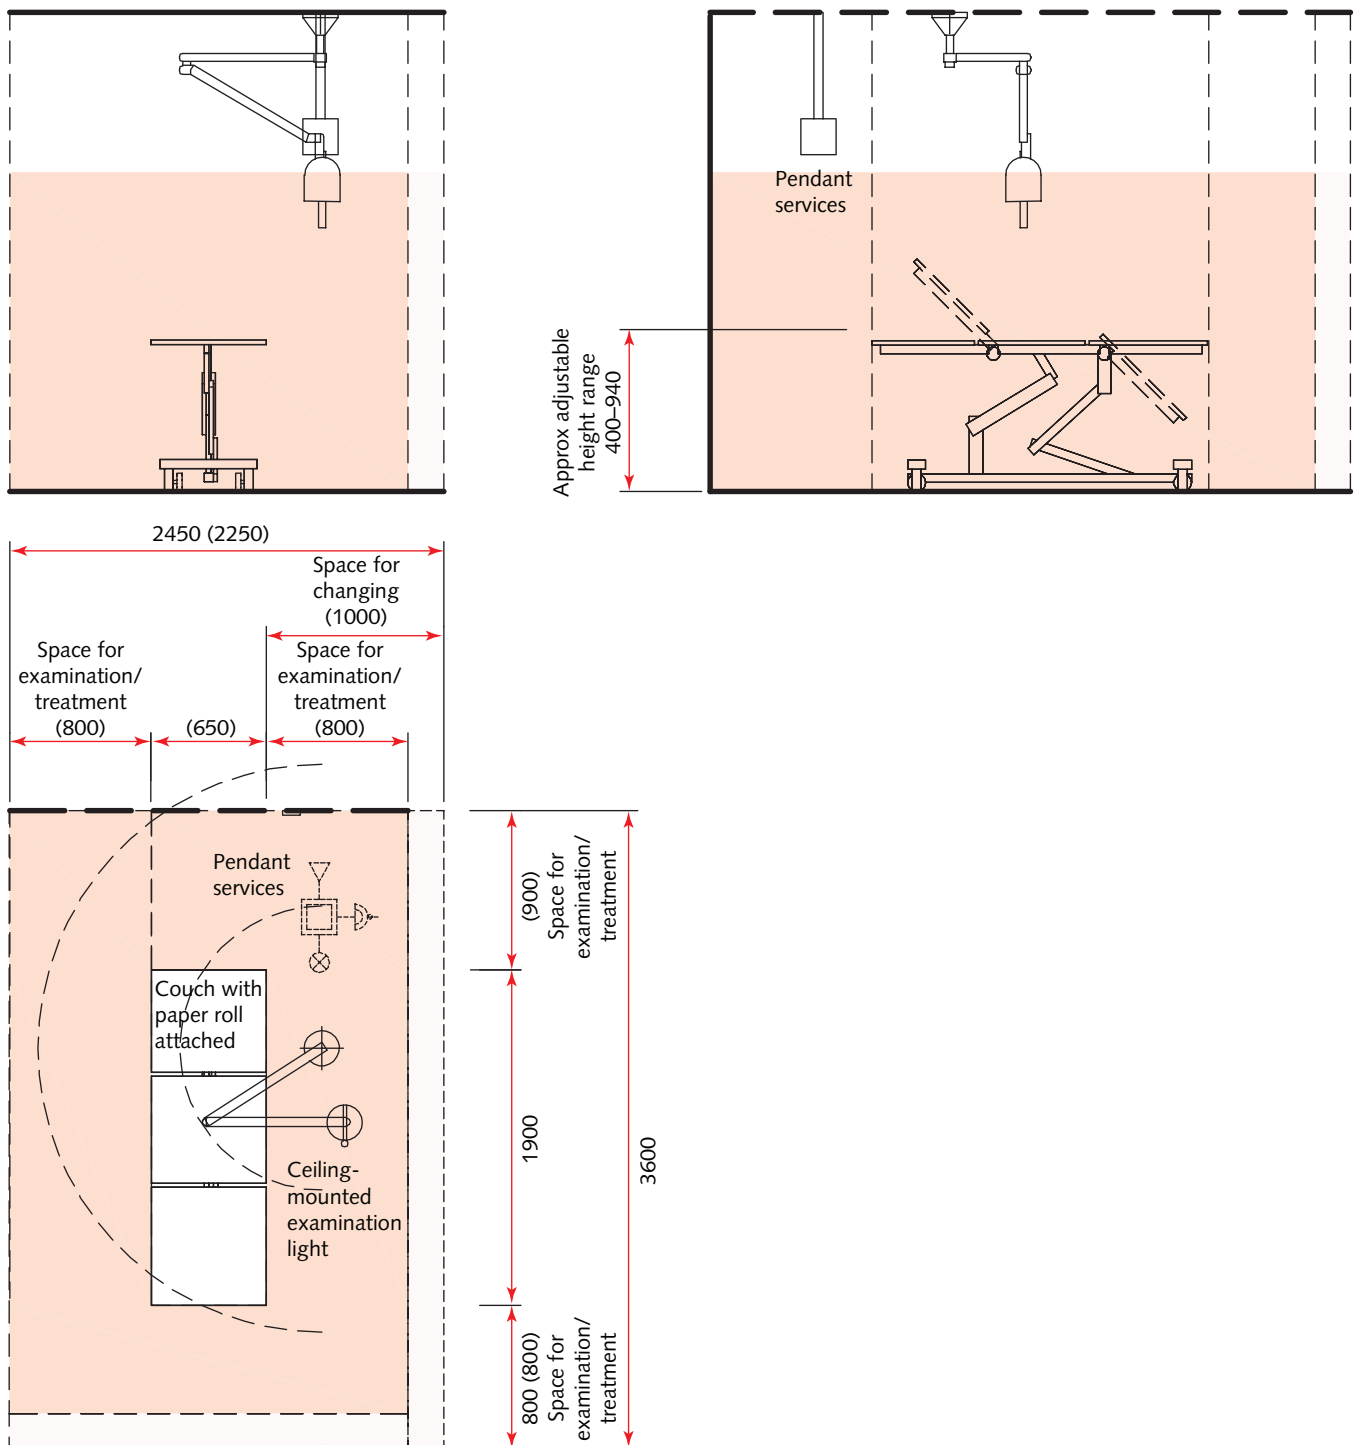 Pendant
services
Approx adjustable
height range
400–940
2450 (2250)
Space for
changing
(1000)
Space for
examination/
treatment
(800)
(650)
Space for
examination/
treatment
(800)
Pendant
services
Couch with
paper roll
attached
Ceiling-
mounted
examination
light
(900)
Space for
examination/
treatment
1900
3600
800 (800)
Space for
examination/
treatment